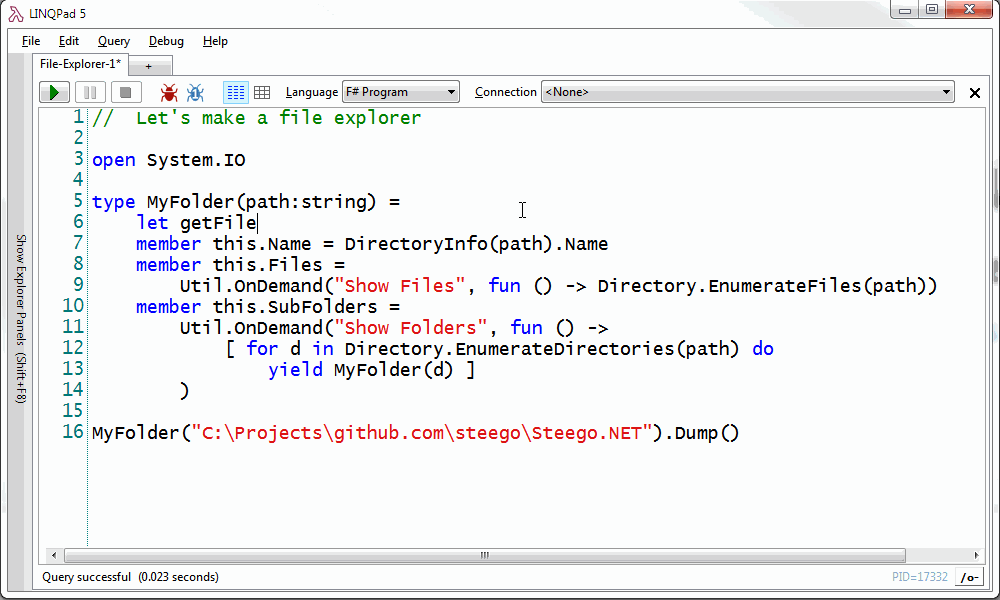 LINQPad 5
File Edit Query Debug Help
File-Explorer-1* +
Language F# Program Connection <None>
Show Explorer Panels (Shift+F8)
1 // Let's make a file explorer
2
3 open System.IO
4
5 type MyFolder(path:string) =
6 let getFile
7 member this.Name = DirectoryInfo(path).Name
8 member this.Files =
9 Util.OnDemand("Show Files", fun () -> Directory.EnumerateFiles(path))
10 member this.SubFolders =
11 Util.OnDemand("Show Folders", fun () ->
12 [ for d in Directory.EnumerateDirectories(path) do
13 yield MyFolder(d) ]
14 )
15
16 MyFolder("C:\Projects\github.com\steego\Steego.NET").Dump()
Query successful (0.023 seconds) PID=17332 /o-